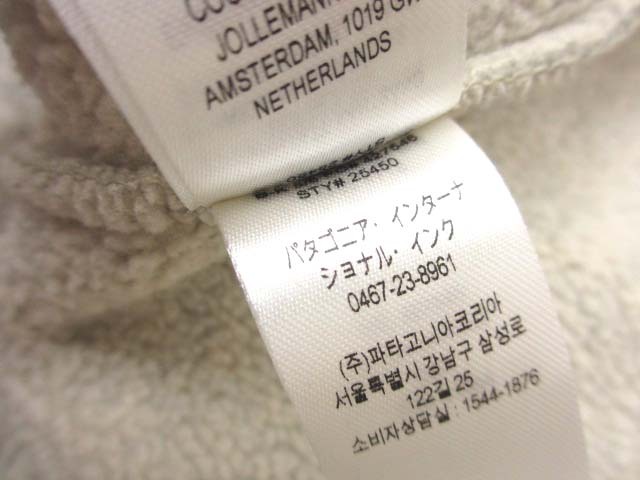 JOLLEMAN
AMSTERDAM, 1019 GW
NETHERLANDS
STY# 25450
パタゴニア・インターナ
ショナル・インク
0467-23-8961
(주)파타고니아코리아
서울특별시 강남구 삼성로
122길 25
소비자상담실 : 1544-1876